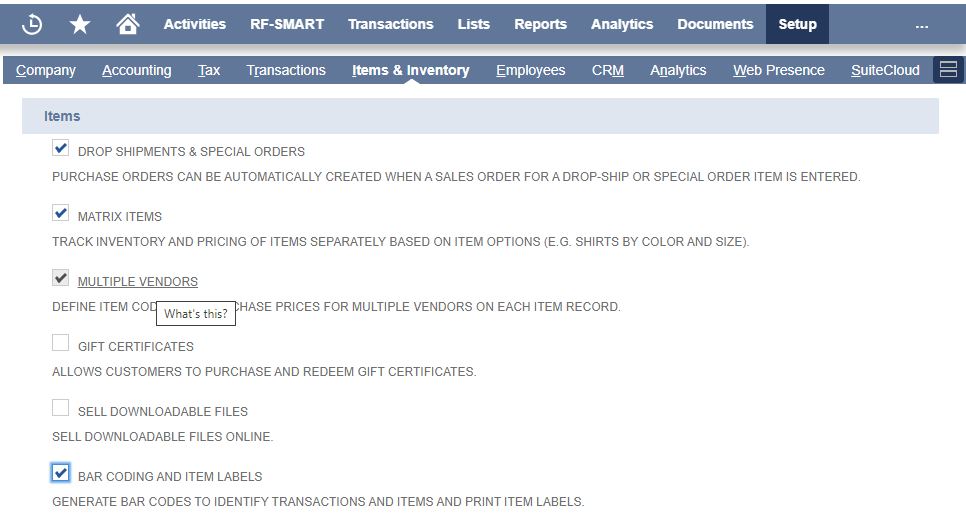 Activities RF-SMART Transactions Lists Reports Analytics Documents Setup ...
Company Accounting Tax Transactions Items & Inventory Employees CRM Analytics Web Presence SuiteCloud
Items
DROP SHIPMENTS & SPECIAL ORDERS
PURCHASE ORDERS CAN BE AUTOMATICALLY CREATED WHEN A SALES ORDER FOR A DROP-SHIP OR SPECIAL ORDER ITEM IS ENTERED.
MATRIX ITEMS
TRACK INVENTORY AND PRICING OF ITEMS SEPARATELY BASED ON ITEM OPTIONS (E.G. SHIRTS BY COLOR AND SIZE).
MULTIPLE VENDORS
DEFINE ITEM COD CHASE PRICES FOR MULTIPLE VENDORS ON EACH ITEM RECORD.
What's this?
GIFT CERTIFICATES
ALLOWS CUSTOMERS TO PURCHASE AND REDEEM GIFT CERTIFICATES.
SELL DOWNLOADABLE FILES
SELL DOWNLOADABLE FILES ONLINE.
BAR CODING AND ITEM LABELS
GENERATE BAR CODES TO IDENTIFY TRANSACTIONS AND ITEMS AND PRINT ITEM LABELS.